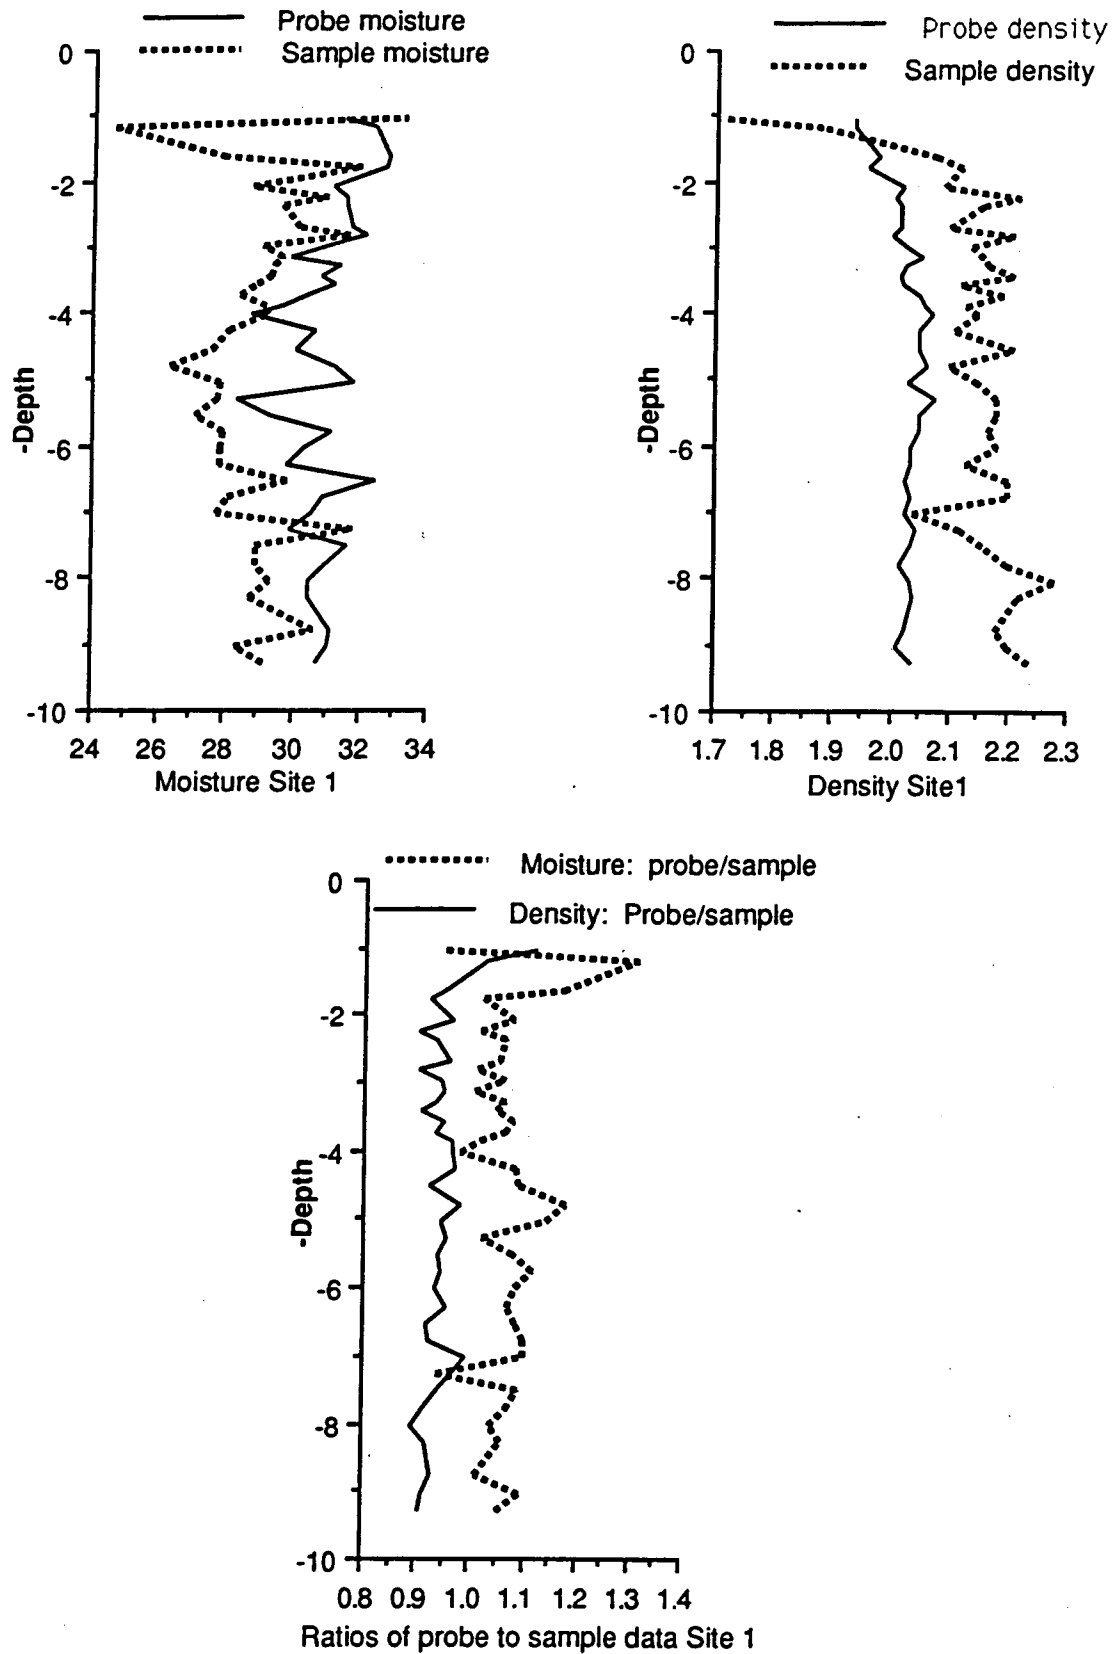 Probe moisture
Sample moisture
0
-2
-4
-6
-8
-10
-Depth
24 26 28 30 32 34
Moisture Site 1
Probe density
Sample density
0
-2
-4
-6
-8
-10
-Depth
1.7 1.8 1.9 2.0 2.1 2.2 2.3
Density Site1
Moisture: probe/sample
Density: Probe/sample
0
-2
-4
-6
-8
-10
-Depth
0.8 0.9 1.0 1.1 1.2 1.3 1.4
Ratios of probe to sample data Site 1